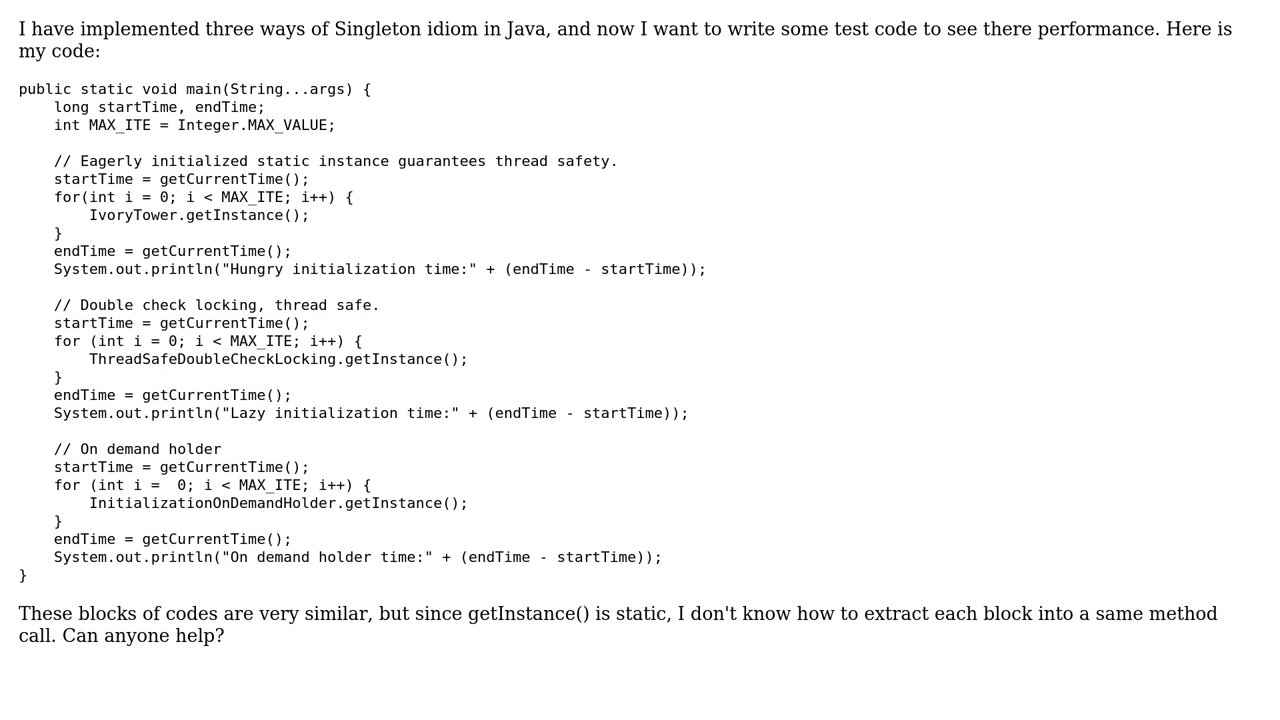 I have implemented three ways of Singleton idiom in Java, and now I want to write some test code to see there performance. Here is
my code:
public static void main(String...args) {
    long startTime, endTime;
    int MAX_ITE = Integer.MAX_VALUE;

    // Eagerly initialized static instance guarantees thread safety.
    startTime = getCurrentTime();
    for(int i = 0; i < MAX_ITE; i++) {
        IvoryTower.getInstance();
    }
    endTime = getCurrentTime();
    System.out.println("Hungry initialization time:" + (endTime - startTime));

    // Double check locking, thread safe.
    startTime = getCurrentTime();
    for (int i = 0; i < MAX_ITE; i++) {
        ThreadSafeDoubleCheckLocking.getInstance();
    }
    endTime = getCurrentTime();
    System.out.println("Lazy initialization time:" + (endTime - startTime));

    // On demand holder
    startTime = getCurrentTime();
    for (int i =  0; i < MAX_ITE; i++) {
        InitializationOnDemandHolder.getInstance();
    }
    endTime = getCurrentTime();
    System.out.println("On demand holder time:" + (endTime - startTime));
}
These blocks of codes are very similar, but since getInstance() is static, I don't know how to extract each block into a same method
call. Can anyone help?